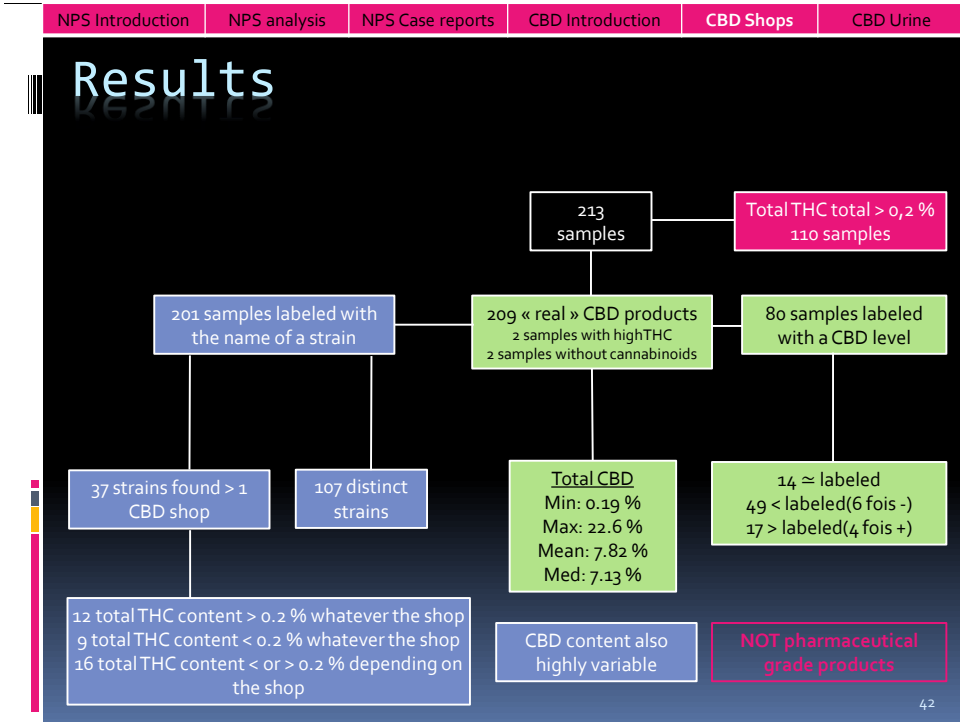 NPS Introduction
NPS analysis
NPS Case reports
CBD Introduction
CBD Shops
CBD Urine
Results
213
samples
Total THC total > 0,2 %
110 samples
201 samples labeled with
the name of a strain
209 « real » CBD products
2 samples with highTHC
2 samples without cannabinoids
80 samples labeled
with a CBD level
37 strains found > 1
CBD shop
107 distinct
strains
Total CBD
Min: 0.19 %
Max: 22.6 %
Mean: 7.82 %
Med: 7.13 %
14 ≃ labeled
49 < labeled(6 fois -)
17 > labeled(4 fois +)
12 total THC content > 0.2 % whatever the shop
9 total THC content < 0.2 % whatever the shop
16 total THC content < or > 0.2 % depending on
the shop
CBD content also
highly variable
NOT pharmaceutical
grade products
42